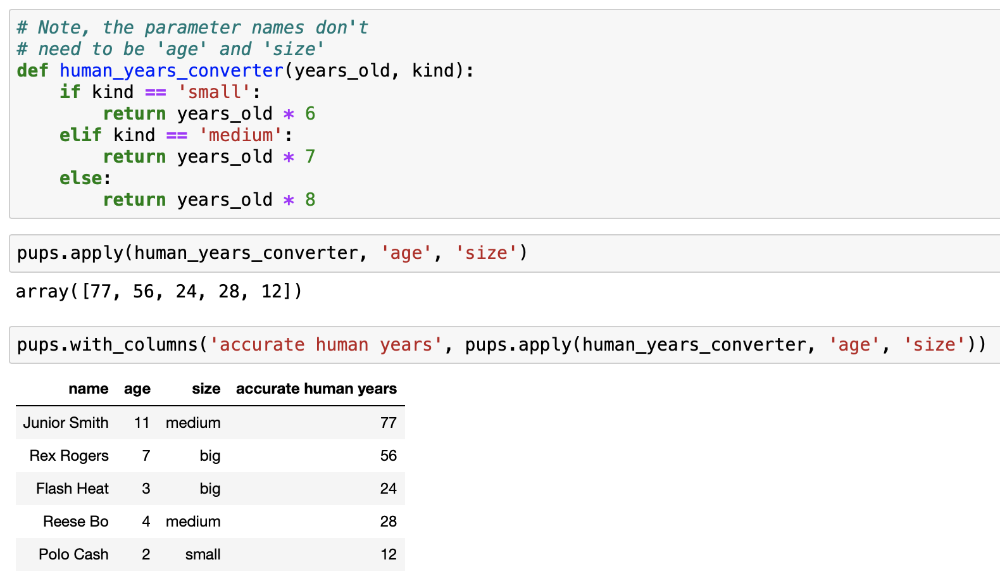 # Note, the parameter names don't
# need to be 'age' and 'size'
def human_years_converter(years_old, kind):
    if kind == 'small':
        return years_old * 6
    elif kind == 'medium':
        return years_old * 7
    else:
        return years_old * 8
pups.apply(human_years_converter, 'age', 'size')
array([77, 56, 24, 28, 12])
pups.with_columns('accurate human years', pups.apply(human_years_converter, 'age', 'size'))
name age size accurate human years
Junior Smith 11 medium 77
Rex Rogers 7 big 56
Flash Heat 3 big 24
Reese Bo 4 medium 28
Polo Cash 2 small 12